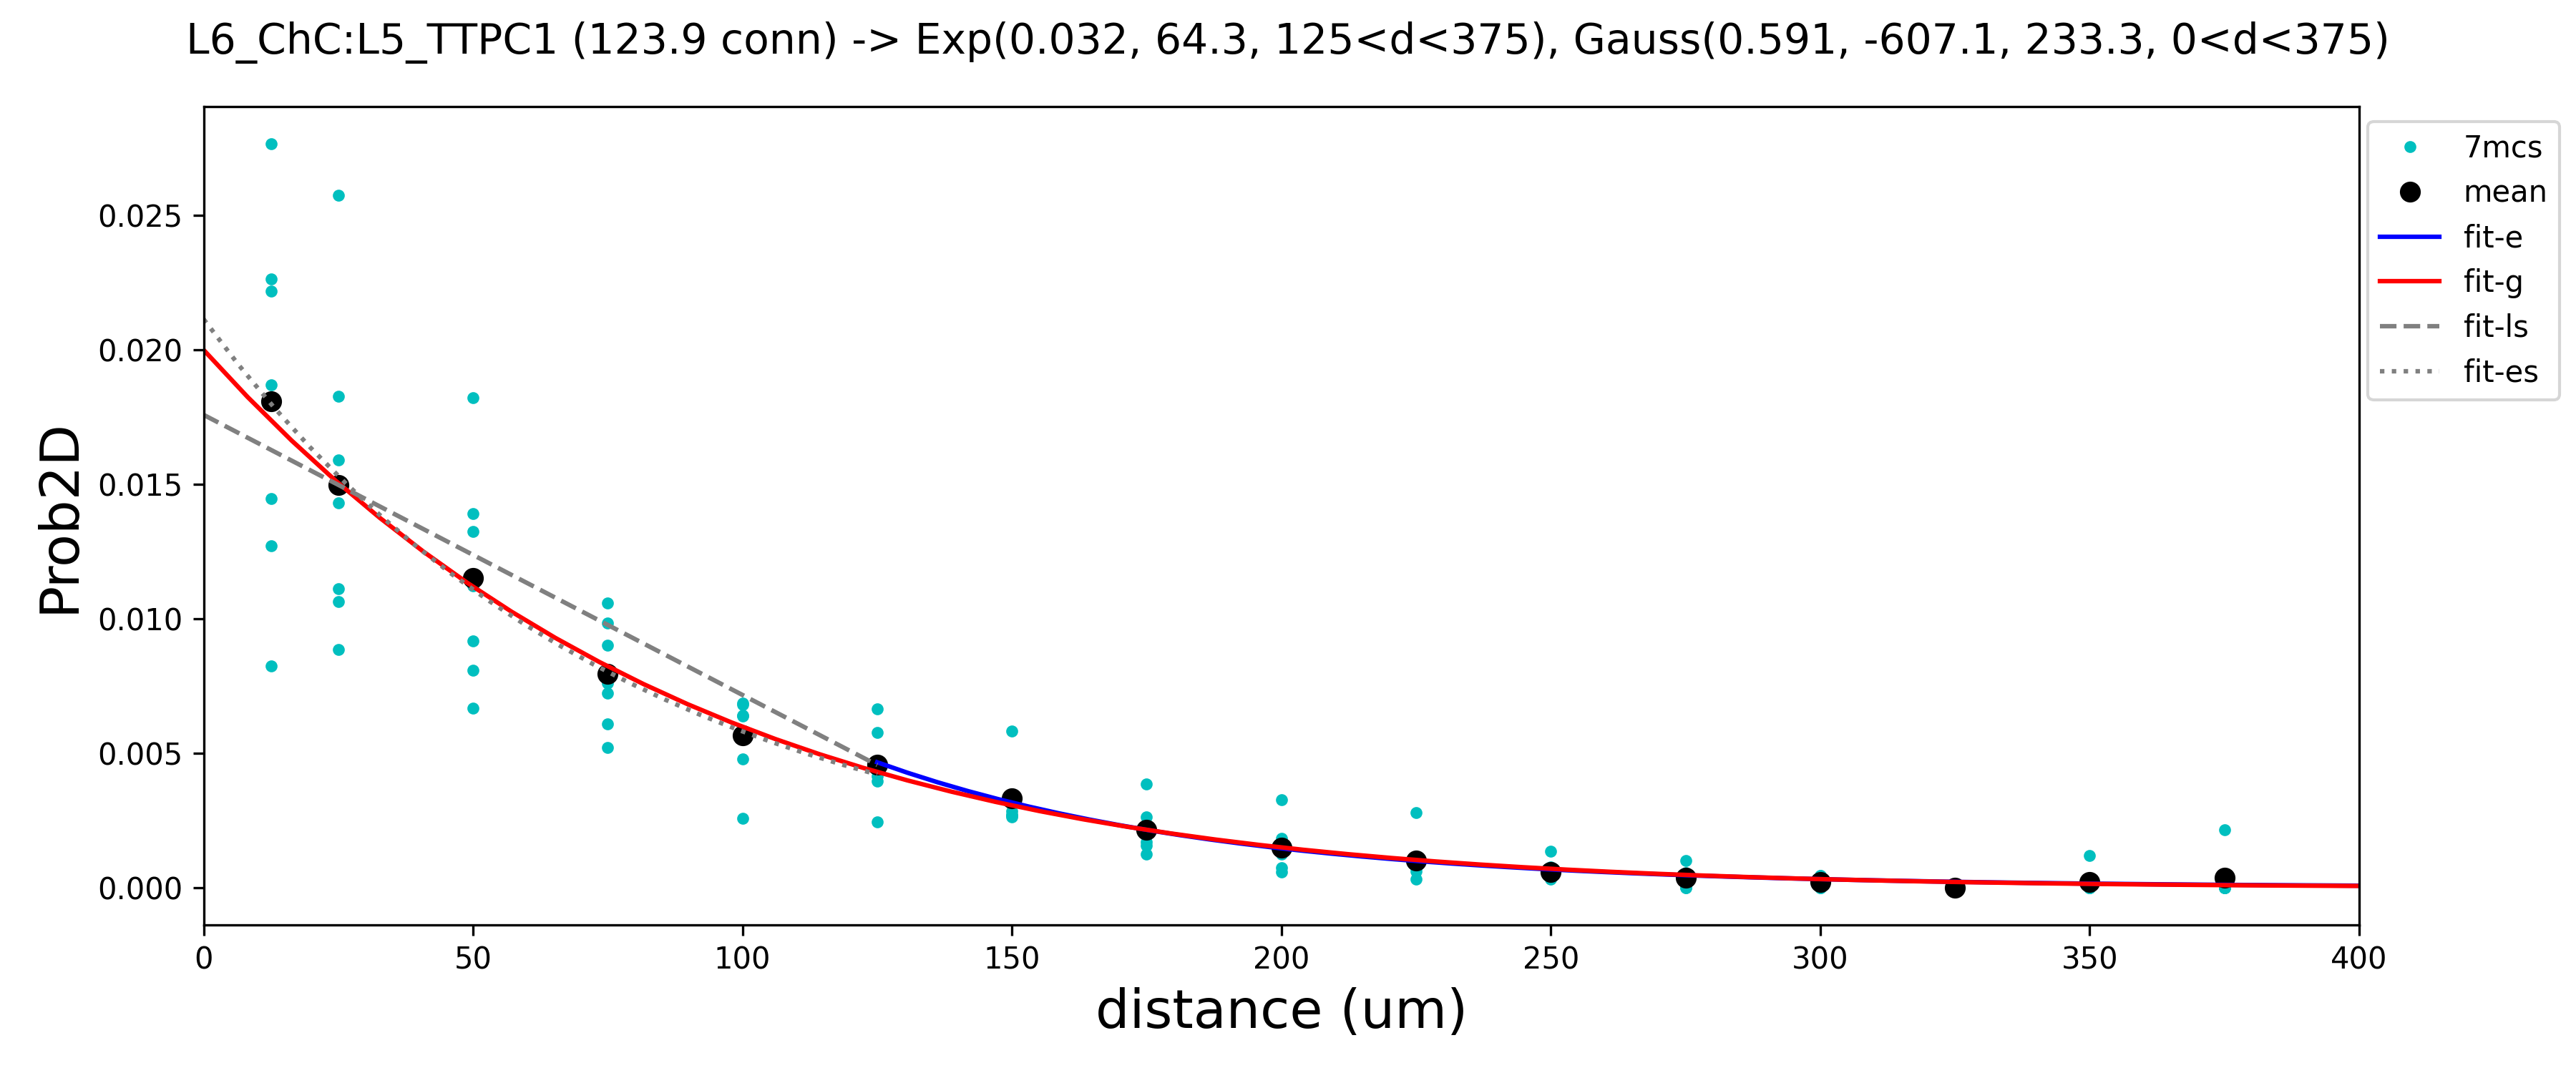 L6_ChC:L5_TTPC1 (123.9 conn) -> Exp(0.032, 64.3, 125<d<375), Gauss(0.591, -607.1, 233.3, 0<d<375)
7mcs
mean
fit-e
fit-g
fit-ls
fit-es
Prob2D
0.025
0.020
0.015
0.010
0.005
0.000
0 50 100 150 200 250 300 350 400
distance (um)